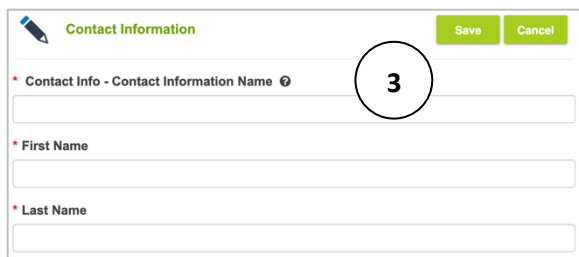 Contact Information
Save Cancel
* Contact Info - Contact Information Name ?
3
* First Name
* Last Name